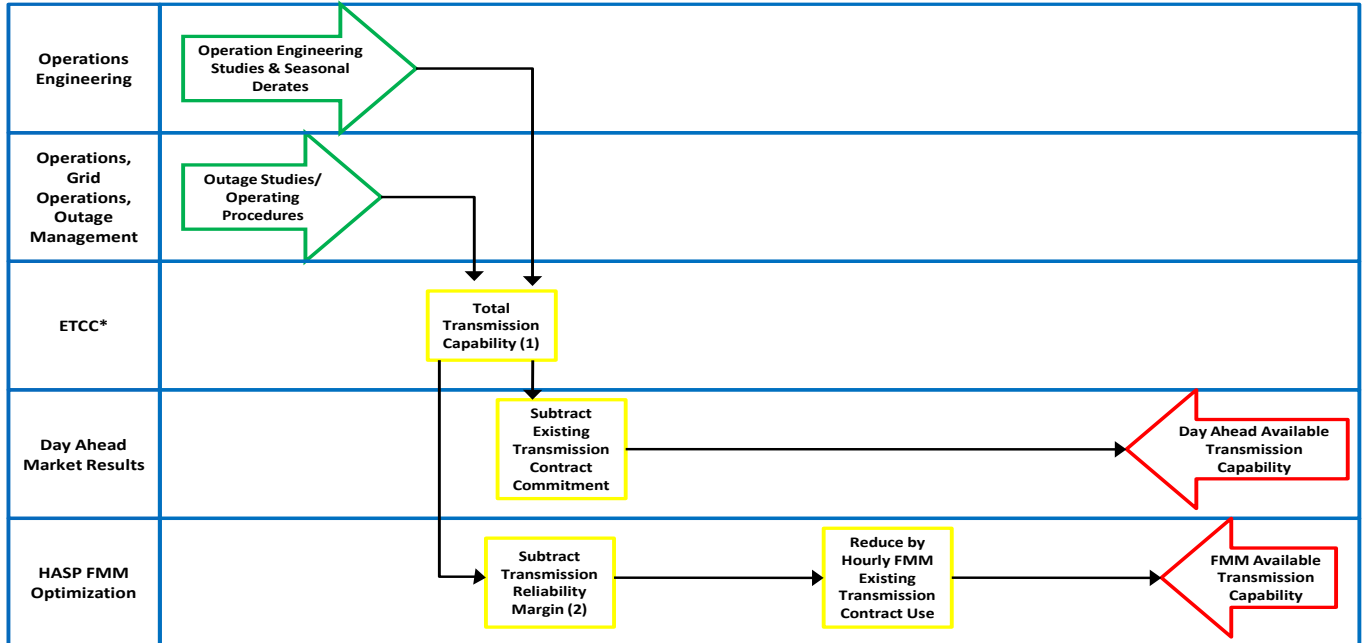 Operations
Engineering
Operation Engineering
Studies & Seasonal
Derates
Operations,
Grid
Operations,
Outage
Management
Outage Studies/
Operating
Procedures
ETCC*
Total
Transmission
Capability (1)
Day Ahead
Market Results
Subtract
Existing
Transmission
Contract
Commitment
Day Ahead Available
Transmission
Capability
HASP FMM
Optimization
Subtract
Transmission
Reliability
Margin (2)
Reduce by
Hourly FMM
Existing
Transmission
Contract Use
FMM Available
Transmission
Capability